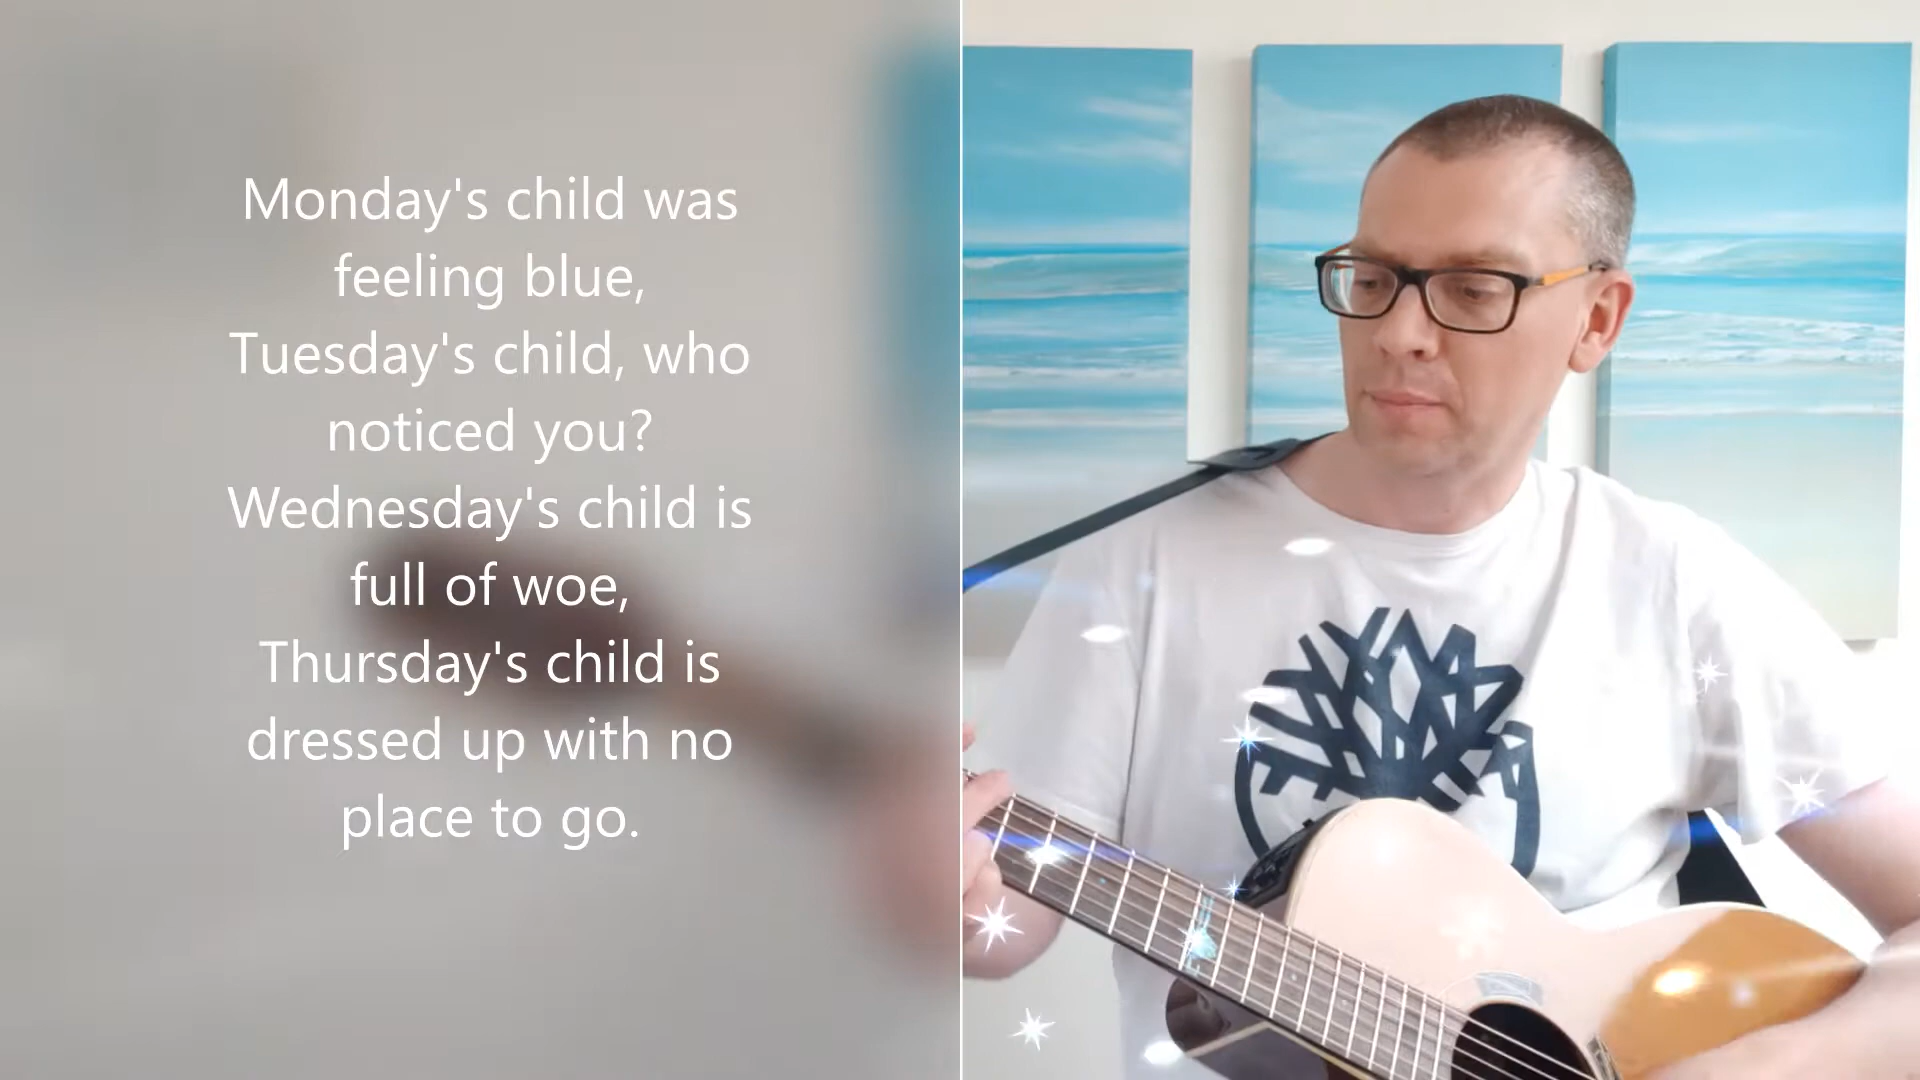 Monday's child was
feeling blue,
Tuesday's child, who
noticed you?
Wednesday's child is
full of woe,
Thursday's child is
dressed up with no
place to go.